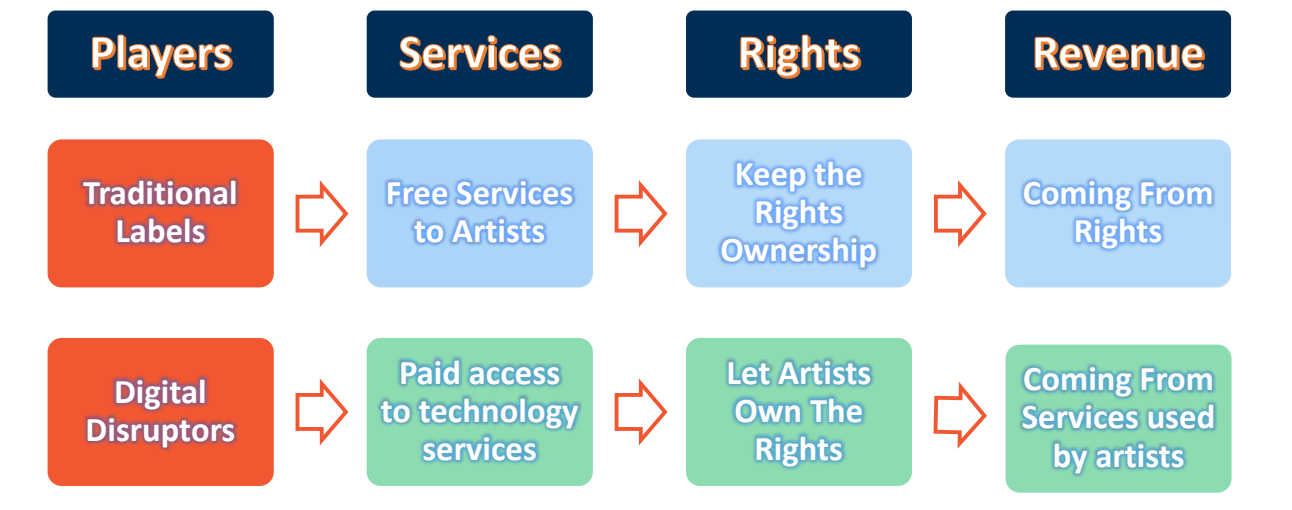 Players
Services
Rights
Revenue
Traditional
Labels
Free Services
to Artists
Keep the
Rights
Ownership
Coming From
Rights
Digital
Disruptors
Paid access
to technology
services
Let Artists
Own The
Rights
Coming From
Services used
by artists